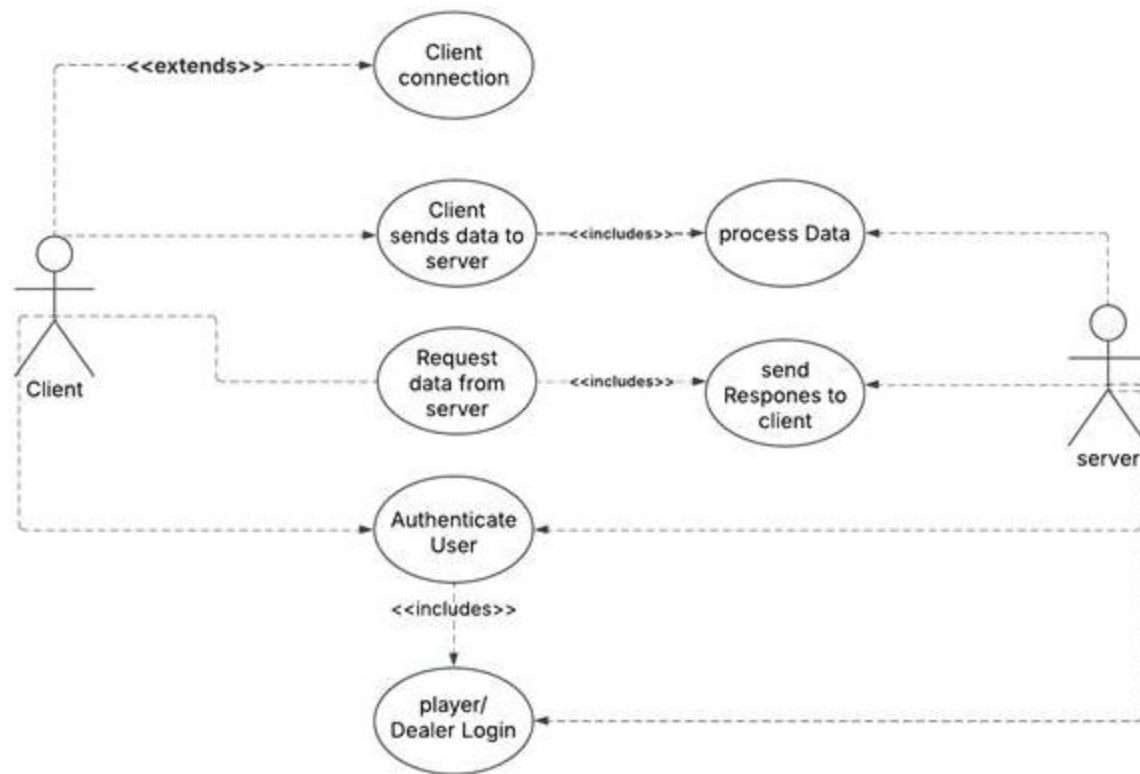 Client
connection
<<extends>>
Client
sends data to
server
<<includes>>
process Data
Request
data from
server
<<includes>>
send
Respones to
client
Client
server
Authenticate
User
<<includes>>
player/
Dealer Login